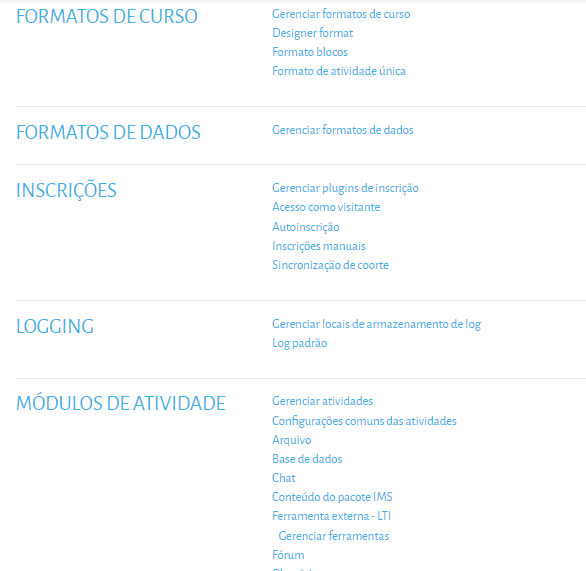 FORMATOS DE CURSO
Gerenciar formatos de curso
Designer format
Formato blocos
Formato de atividade única
FORMATOS DE DADOS
Gerenciar formatos de dados
INSCRIÇÕES
Gerenciar plugins de inscrição
Acesso como visitante
Autoinscrição
Inscrições manuais
Sincronização de coorte
LOGGING
Gerenciar locais de armazenamento de log
Log padrão
MÓDULOS DE ATIVIDADE
Gerenciar atividades
Configurações comuns das atividades
Arquivo
Base de dados
Chat
Conteúdo do pacote IMS
Ferramenta externa - LTI
Gerenciar ferramentas
Fórum